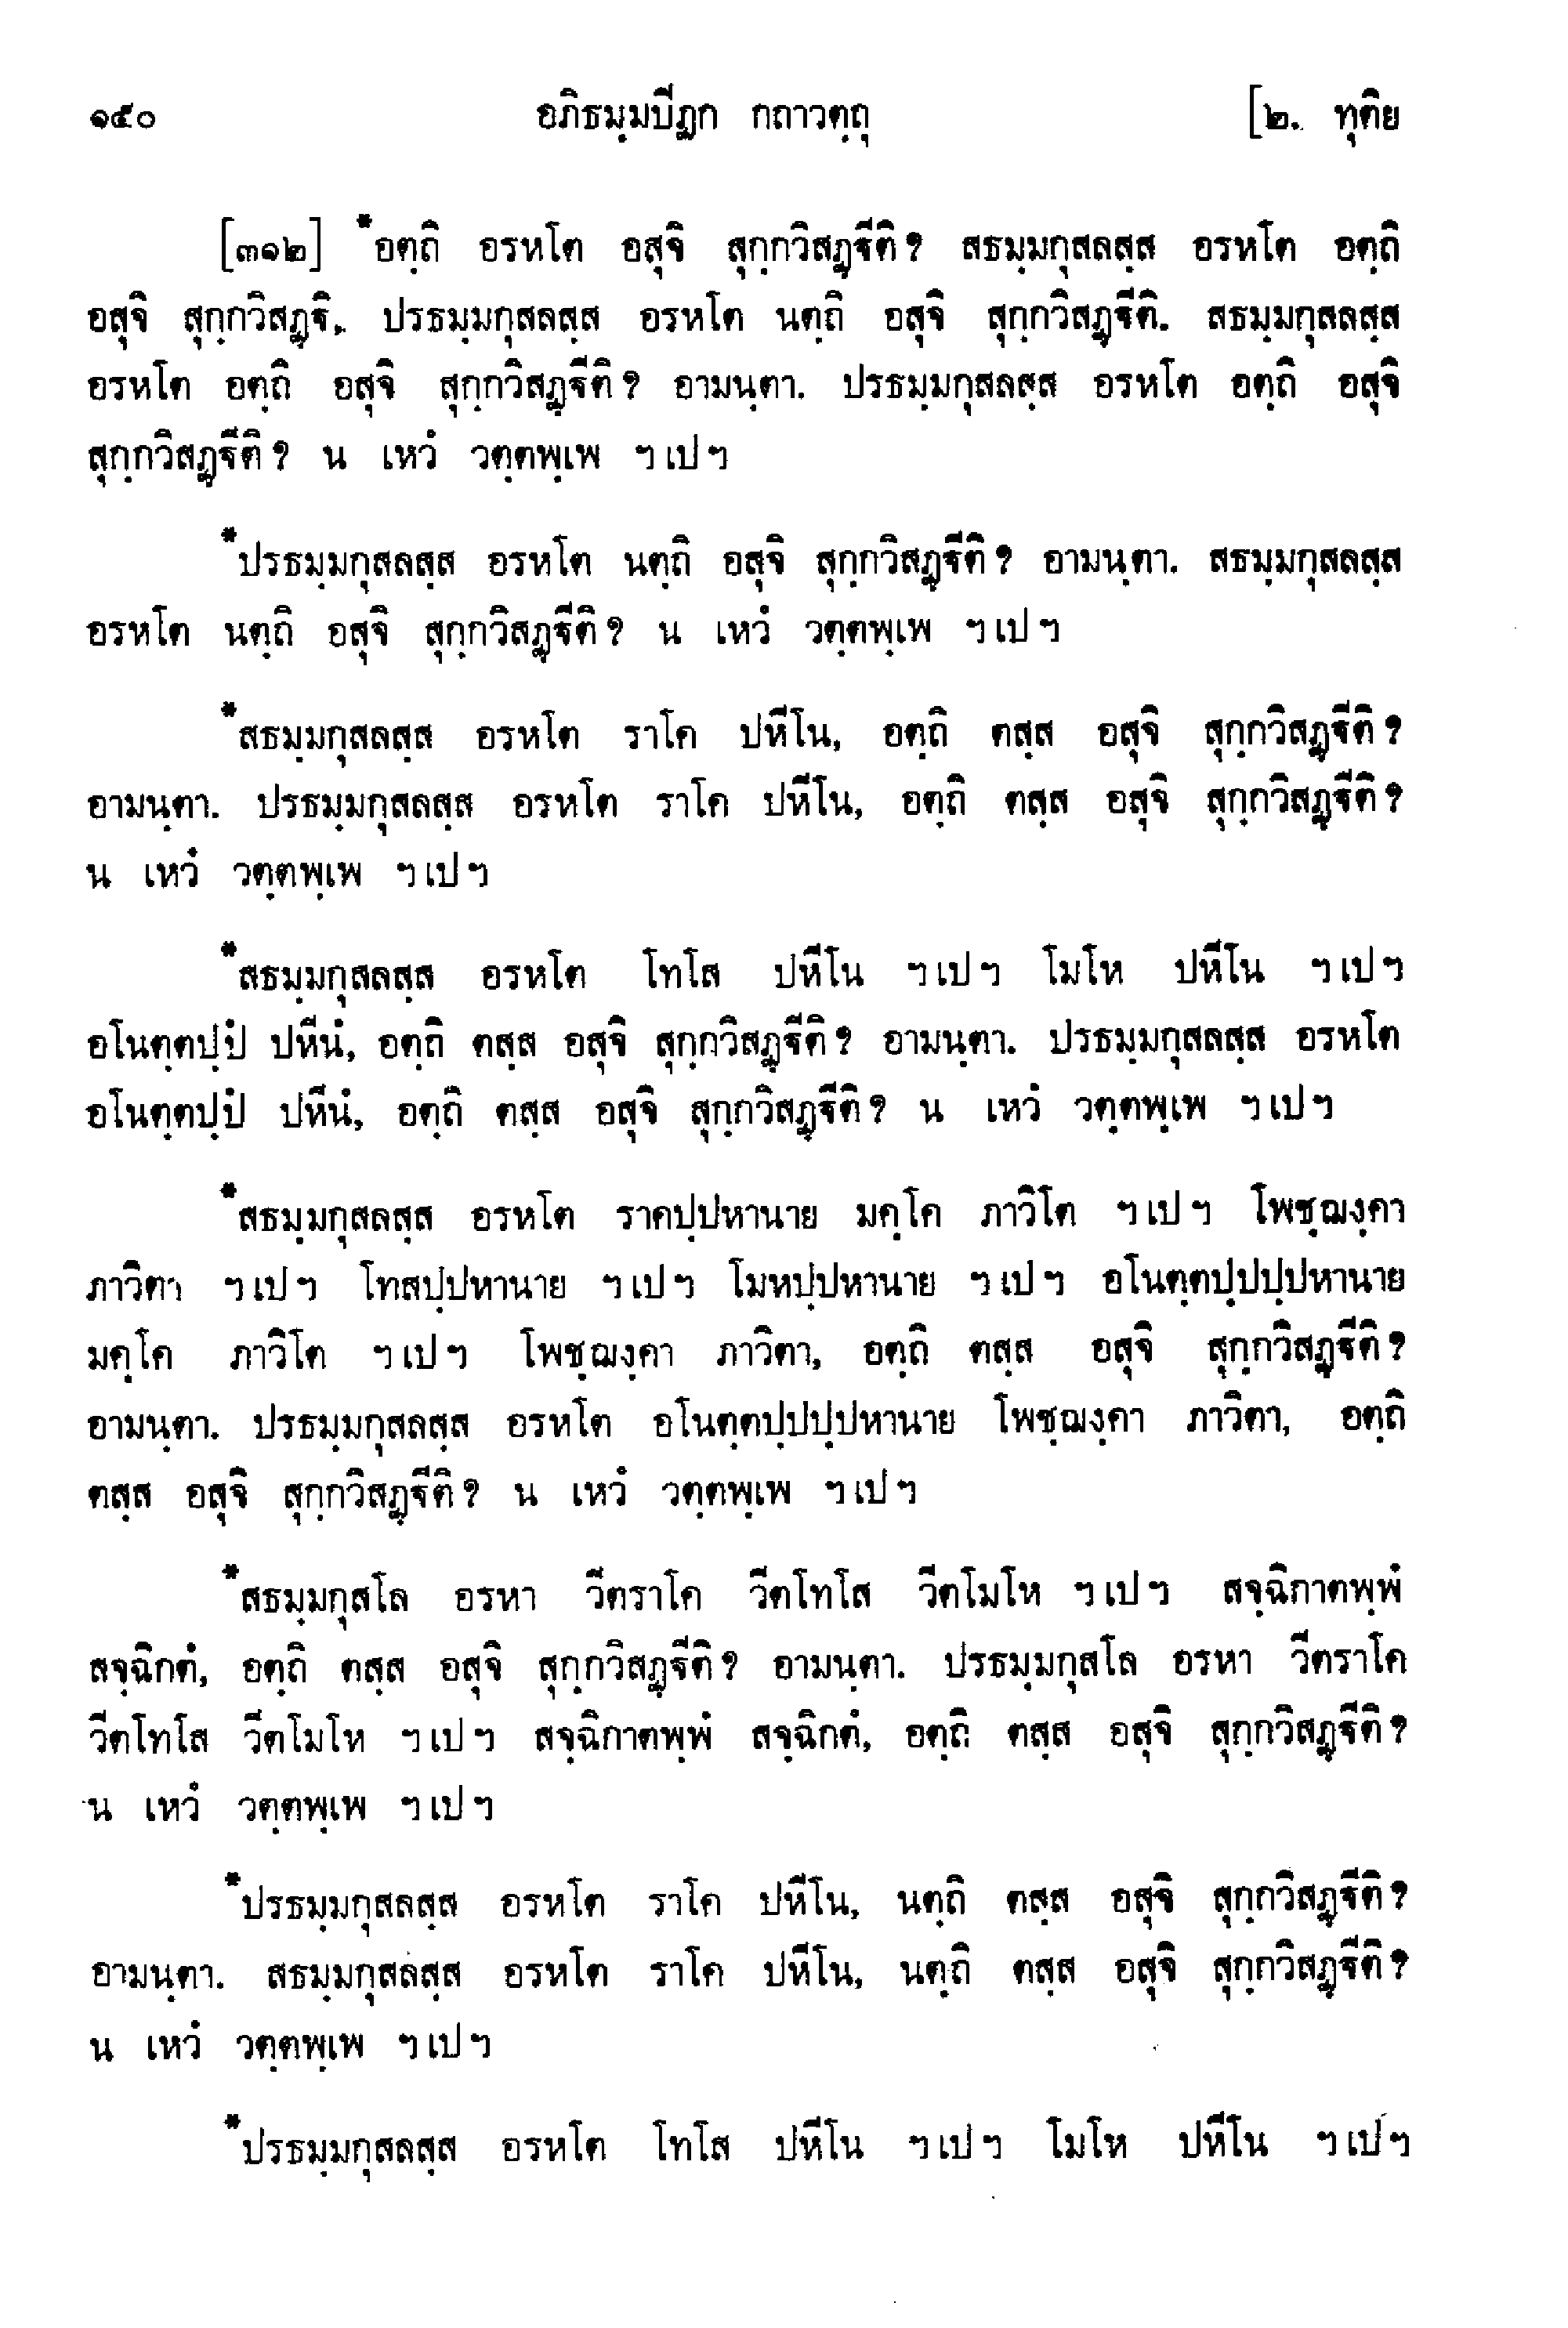 ๑๕๐ อภิธมฺมปีฏก กถาวตฺถุ [๒. ทุติย
[๓๑๒] *อตฺถิ อรหโต อสุจิ สุกฺกวิสฏฺฐีติ? สธมฺมกุสลสฺส อรหโต อตฺถิ
อสุจิ สุกฺกวิสฏฺฐิ, ปรธมฺมกุสลสฺส อรหโต นตฺถิ อสุจิ สุกฺกวิสฏฺฐีติ. สธมฺมกุสลสฺส
อรหโต อตฺถิ อสุจิ สุกฺกวิสฏฺฐีติ? อามนฺตา. ปรธมฺมกุสลสฺส อรหโต อตฺถิ อสุจิ
สุกฺกวิสฏฺฐีติ? น เหวํ วตฺตพฺเพ ฯ เป ฯ
*ปรธมฺมกุสลสฺส อรหโต นตฺถิ อสุจิ สุกฺกวิสฏฺฐีติ? อามนฺตา. สธมฺมกุสลสฺส
อรหโต นตฺถิ อสุจิ สุกฺกวิสฏฺฐีติ? น เหวํ วตฺตพฺเพ ฯ เป ฯ
*สธมฺมกุสลสฺส อรหโต ราโค ปหีโน, อตฺถิ ตสฺส อสุจิ สุกฺกวิสฏฺฐีติ?
อามนฺตา. ปรธมฺมกุสลสฺส อรหโต ราโค ปหีโน, อตฺถิ ตสฺส อสุจิ สุกฺกวิสฏฺฐีติ?
น เหวํ วตฺตพฺเพ ฯ เป ฯ
*สธมฺมกุสลสฺส อรหโต โทโส ปหีโน ฯ เป ฯ โมโห ปหีโน ฯ เป ฯ
อโนตฺตปฺปํ ปหีนํ, อตฺถิ ตสฺส อสุจิ สุกฺกวิสฏฺฐีติ? อามนฺตา. ปรธมฺมกุสลสฺส อรหโต
อโนตฺตปฺปํ ปหีนํ, อตฺถิ ตสฺส อสุจิ สุกฺกวิสฏฺฐีติ? น เหวํ วตฺตพฺเพ ฯ เป ฯ
*สธมฺมกุสลสฺส อรหโต ราคปฺปหานาย มคฺโค ภาวิโต ฯ เป ฯ โพชฺฌงฺคา
ภาวิตา ฯ เป ฯ โทสปฺปหานาย ฯ เป ฯ โมหปฺปหานาย ฯ เป ฯ อโนตฺตปฺปปฺปหานาย
มคฺโค ภาวิโต ฯ เป ฯ โพชฺฌงฺคา ภาวิตา, อตฺถิ ตสฺส อสุจิ สุกฺกวิสฏฺฐีติ?
อามนฺตา. ปรธมฺมกุสลสฺส อรหโต อโนตฺตปฺปปฺปหานาย โพชฺฌงฺคา ภาวิตา, อตฺถิ
ตสฺส อสุจิ สุกฺกวิสฏฺฐีติ? น เหวํ วตฺตพฺเพ ฯ เป ฯ
*สธมฺมกุสโล อรหา วีตราโค วีตโทโส วีตโมโห ฯ เป ฯ สจฺฉิกาตพฺพํ
สจฺฉิกตํ, อตฺถิ ตสฺส อสุจิ สุกฺกวิสฏฺฐีติ? อามนฺตา. ปรธมฺมกุสโล อรหา วีตราโค
วีตโทโส วีตโมโห ฯ เป ฯ สจฺฉิกาตพฺพํ สจฺฉิกตํ, อตฺถิ ตสฺส อสุจิ สุกฺกวิสฏฺฐีติ?
น เหวํ วตฺตพฺเพ ฯ เป ฯ
*ปรธมฺมกุสลสฺส อรหโต ราโค ปหีโน, นตฺถิ ตสฺส อสุจิ สุกฺกวิสฏฺฐีติ?
อามนฺตา. สธมฺมกุสลสฺส อรหโต ราโค ปหีโน, นตฺถิ ตสฺส อสุจิ สุกฺกวิสฏฺฐีติ?
น เหวํ วตฺตพฺเพ ฯ เป ฯ
*ปรธมฺมกุสลสฺส อรหโต โทโส ปหีโน ฯ เป ฯ โมโห ปหีโน ฯ เป ฯ